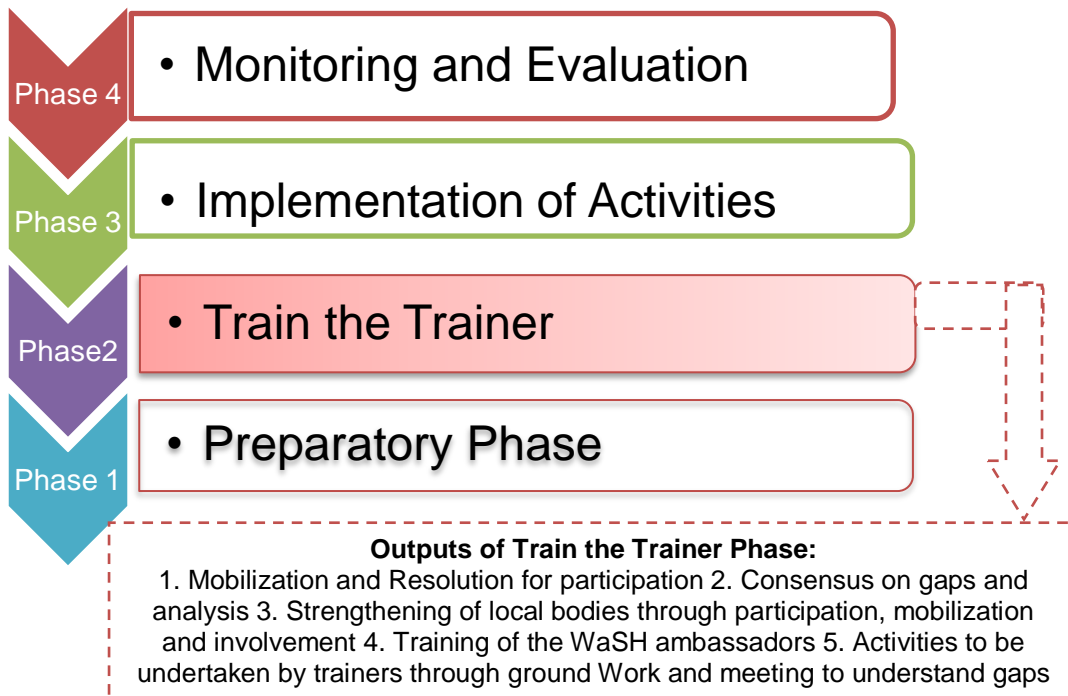 Phase 4
• Monitoring and Evaluation
Phase 3
• Implementation of Activities
Phase2
• Train the Trainer
Phase 1
• Preparatory Phase
Outputs of Train the Trainer Phase:
1. Mobilization and Resolution for participation 2. Consensus on gaps and
analysis 3. Strengthening of local bodies through participation, mobilization
and involvement 4. Training of the WaSH ambassadors 5. Activities to be
undertaken by trainers through ground Work and meeting to understand gaps